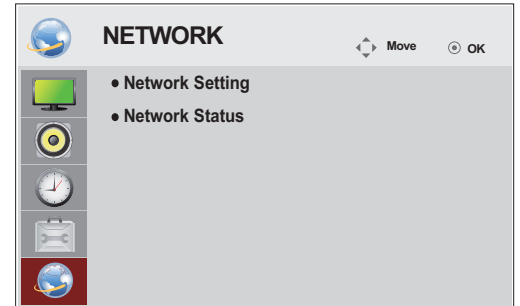 NETWORK
Move
OK
● Network Setting
● Network Status